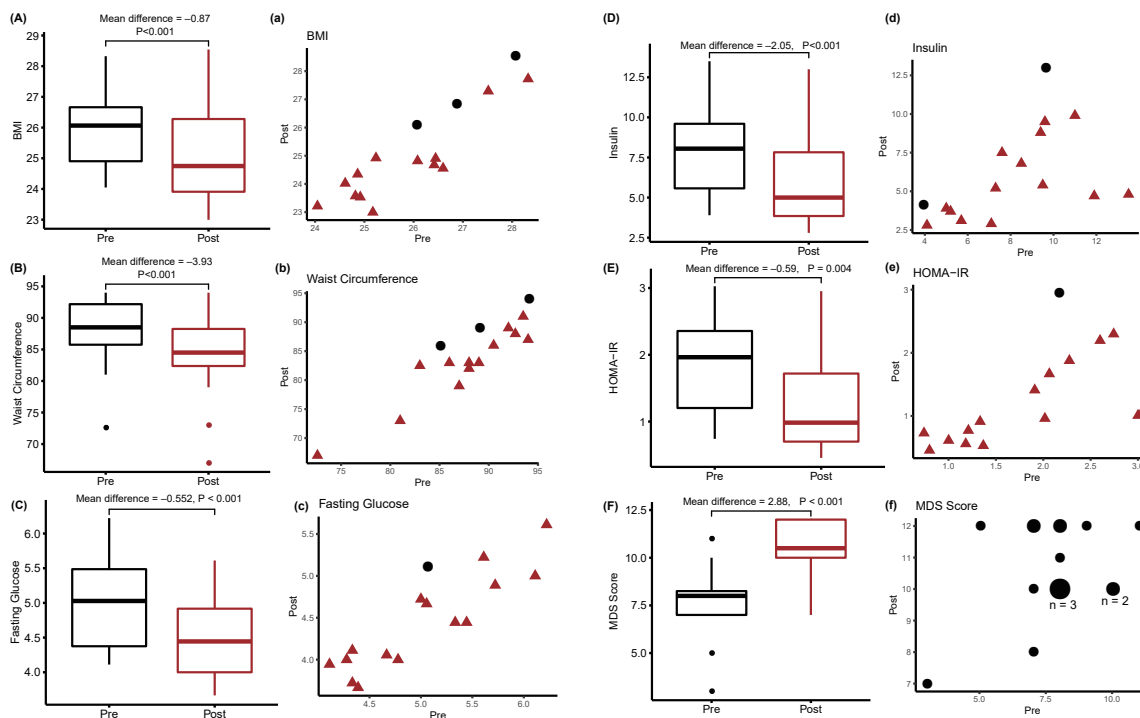 (A)
Mean difference = −0.87
P<0.001
BMI
29
28
27
26
25
24
23
Pre
Post
(a)
BMI
Post
28
27
26
25
24
23
24
25
26
27
28
Pre
(D)
Mean difference = −2.05, P<0.001
Insulin
12.5
10.0
7.5
5.0
2.5
Pre
Post
(d)
Insulin
Post
12.5
10.0
7.5
5.0
2.5
4
6
8
10
12
Pre
(B)
Mean difference = −3.93
P<0.001
Waist Circumference
95
90
85
80
75
70
Pre
Post
(b)
Waist Circumference
Post
95
90
85
80
75
70
75
80
85
90
95
Pre
(E)
Mean difference = −0.59, P = 0.004
HOMA−IR
3
2
1
Pre
Post
(e)
HOMA−IR
Post
3
2
1
1.0
1.5
2.0
2.5
3.0
Pre
(C)
Mean difference = −0.552, P < 0.001
Fasting Glucose
6.0
5.5
5.0
4.5
4.0
Pre
Post
(c)
Fasting Glucose
Post
5.5
5.0
4.5
4.0
4.5
5.0
5.5
6.0
Pre
(F)
Mean difference = 2.88, P < 0.001
MDS Score
12.5
10.0
7.5
5.0
Pre
Post
(f)
MDS Score
Post
12
11
10
9
8
7
n = 3
n = 2
5.0
7.5
10.0
Pre